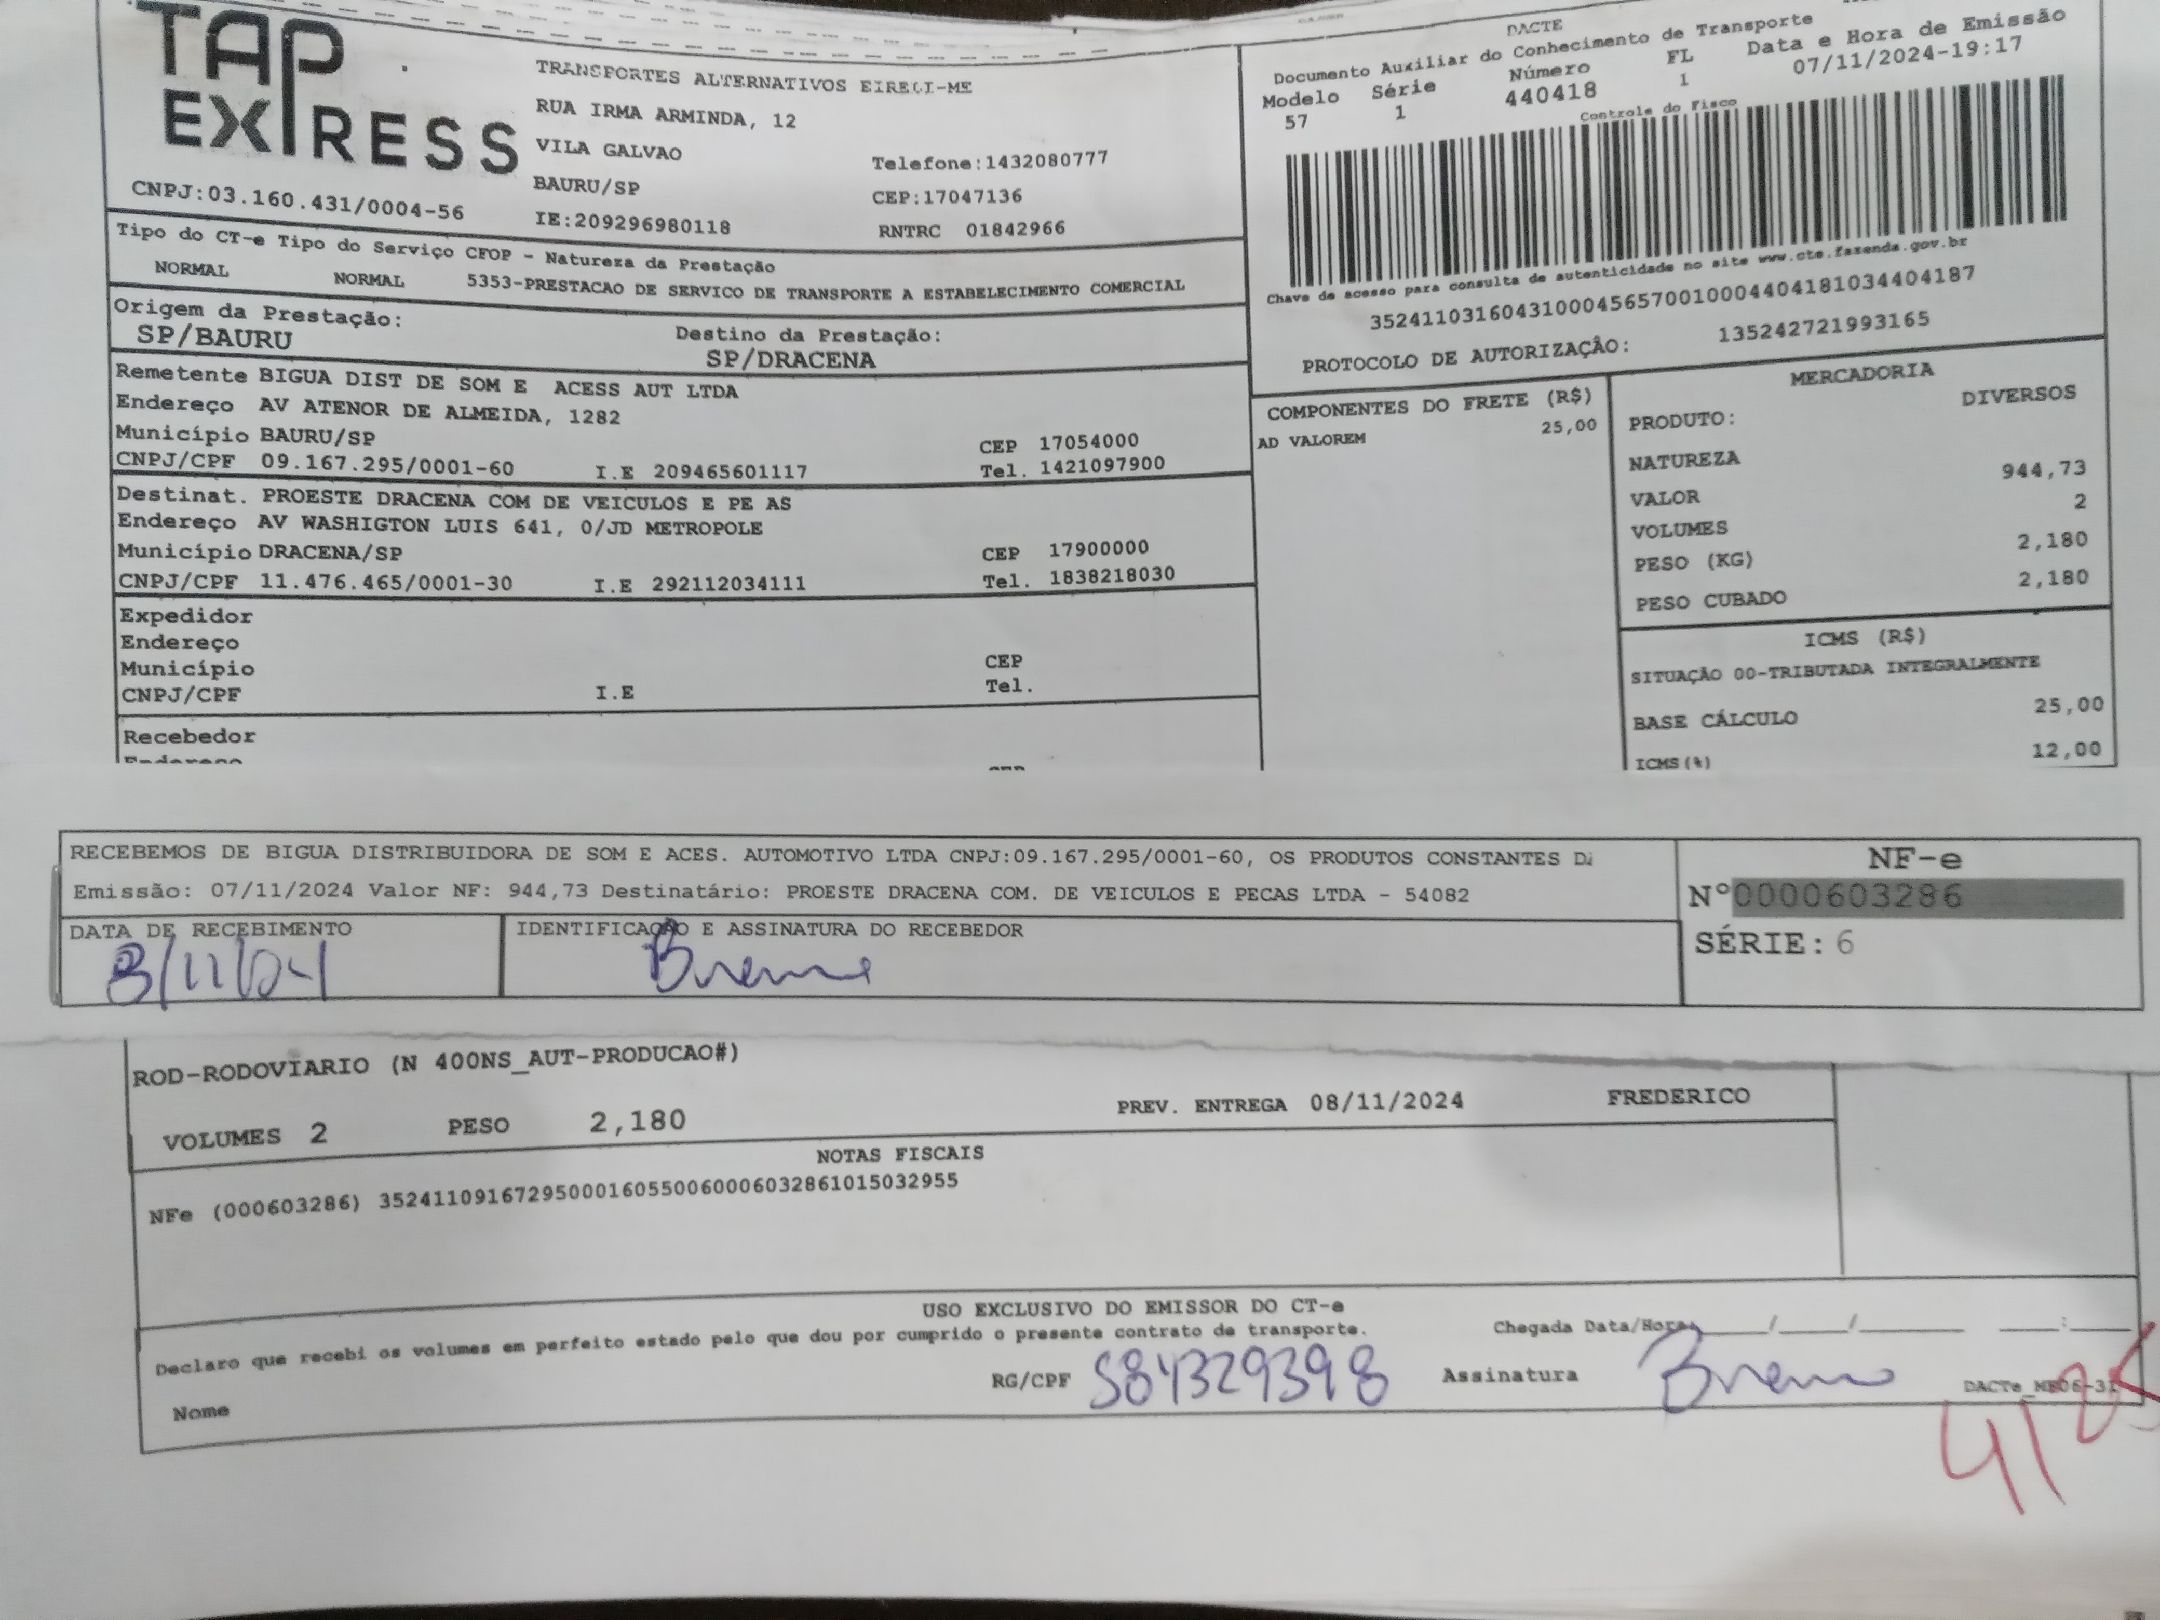 TAP
EXPRESS
CNPJ:03.160.431/0004-56
TRANSPORTES ALTERNATIVOS EIRELI-ME
RUA IRMA ARMINDA, 12
VILA GALVAO
BAURU/SP
IE:209296980118
Telefone:1432080777
CEP:17047136
RNTRC 01842966
DACTE
Documento Auxiliar do Conhecimento de Transporte
Modelo Série Número FL Data e Hora de Emissão
57 1 440418 1 07/11/2024-19:17
Controle do Fisco
Chave de acesso para consulta de autenticidade no site www.cte.fazenda.gov.br
35241103160431000456570010004404181034404187
PROTOCOLO DE AUTORIZAÇÃO: 135242721993165
Tipo do CT-e Tipo do Serviço CFOP - Natureza da Prestação
NORMAL NORMAL 5353-PRESTACAO DE SERVICO DE TRANSPORTE A ESTABELECIMENTO COMERCIAL
Origem da Prestação: Destino da Prestação:
SP/BAURU SP/DRACENA
Remetente BIGUA DIST DE SOM E ACESS AUT LTDA
Endereço AV ATENOR DE ALMEIDA, 1282
Município BAURU/SP CEP 17054000
CNPJ/CPF 09.167.295/0001-60 I.E 209465601117 Tel. 1421097900
Destinat. PROESTE DRACENA COM DE VEICULOS E PE AS
Endereço AV WASHIGTON LUIS 641, 0/JD METROPOLE
Município DRACENA/SP CEP 17900000
CNPJ/CPF 11.476.465/0001-30 I.E 292112034111 Tel. 1838218030
Expedidor
Endereço
Município CEP
CNPJ/CPF I.E Tel.
Recebedor
COMPONENTES DO FRETE (R$)
AD VALOREM 25,00
MERCADORIA
PRODUTO: DIVERSOS
NATUREZA
VALOR 944,73
VOLUMES 2
PESO (KG) 2,180
PESO CUBADO 2,180
ICMS (R$)
SITUAÇÃO 00-TRIBUTADA INTEGRALMENTE
BASE CÁLCULO 25,00
ICMS(%) 12,00
RECEBEMOS DE BIGUA DISTRIBUIDORA DE SOM E ACES. AUTOMOTIVO LTDA CNPJ:09.167.295/0001-60, OS PRODUTOS CONSTANTES
Emissão: 07/11/2024 Valor NF: 944,73 Destinatário: PROESTE DRACENA COM. DE VEICULOS E PECAS LTDA - 54082
DATA DE RECEBIMENTO IDENTIFICAÇÃO E ASSINATURA DO RECEBEDOR
NF-e
N°0000603286
SÉRIE: 6
ROD-RODOVIARIO (N 400NS_AUT-PRODUCAO#)
VOLUMES 2 PESO 2,180 PREV. ENTREGA 08/11/2024 FREDERICO
NOTAS FISCAIS
NFe (000603286) 35241109167295000160550060006032861015032955
USO EXCLUSIVO DO EMISSOR DO CT-e
Declaro que recebi os volumes em perfeito estado pelo que dou por cumprido o presente contrato de transporte.
Chegada Data/Hora: / / :
Nome RG/CPF 584329398 Assinatura Breno